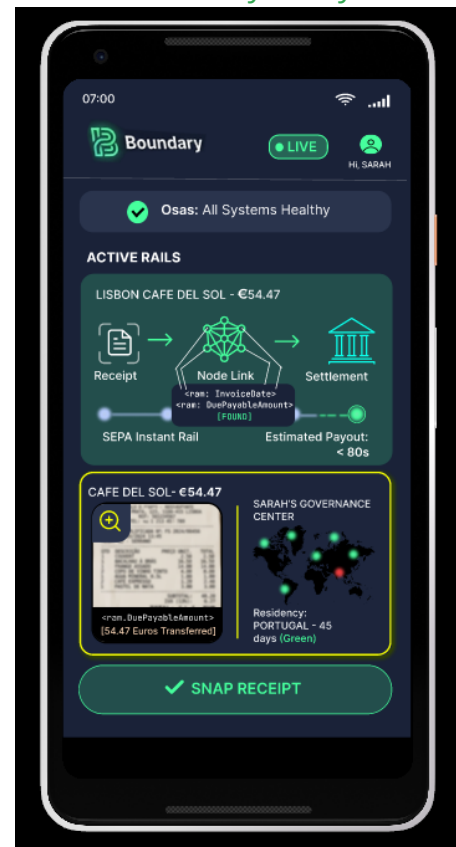 07:00
Boundary
LIVE
Hi, SARAH
Osas: All Systems Healthy
ACTIVE RAILS
LISBON CAFE DEL SOL - €54.47
Receipt
Node Link
Settlement
<ram: InvoiceDate>
<ram: DuePayableAmount>
[FOUND]
SEPA Instant Rail
Estimated Payout:
< 80s
CAFE DEL SOL- €54.47
<ram.DuePayableAmount>
[54.47 Euros Transferred]
SARAH'S GOVERNANCE
CENTER
Residency:
PORTUGAL - 45
days (Green)
SNAP RECEIPT